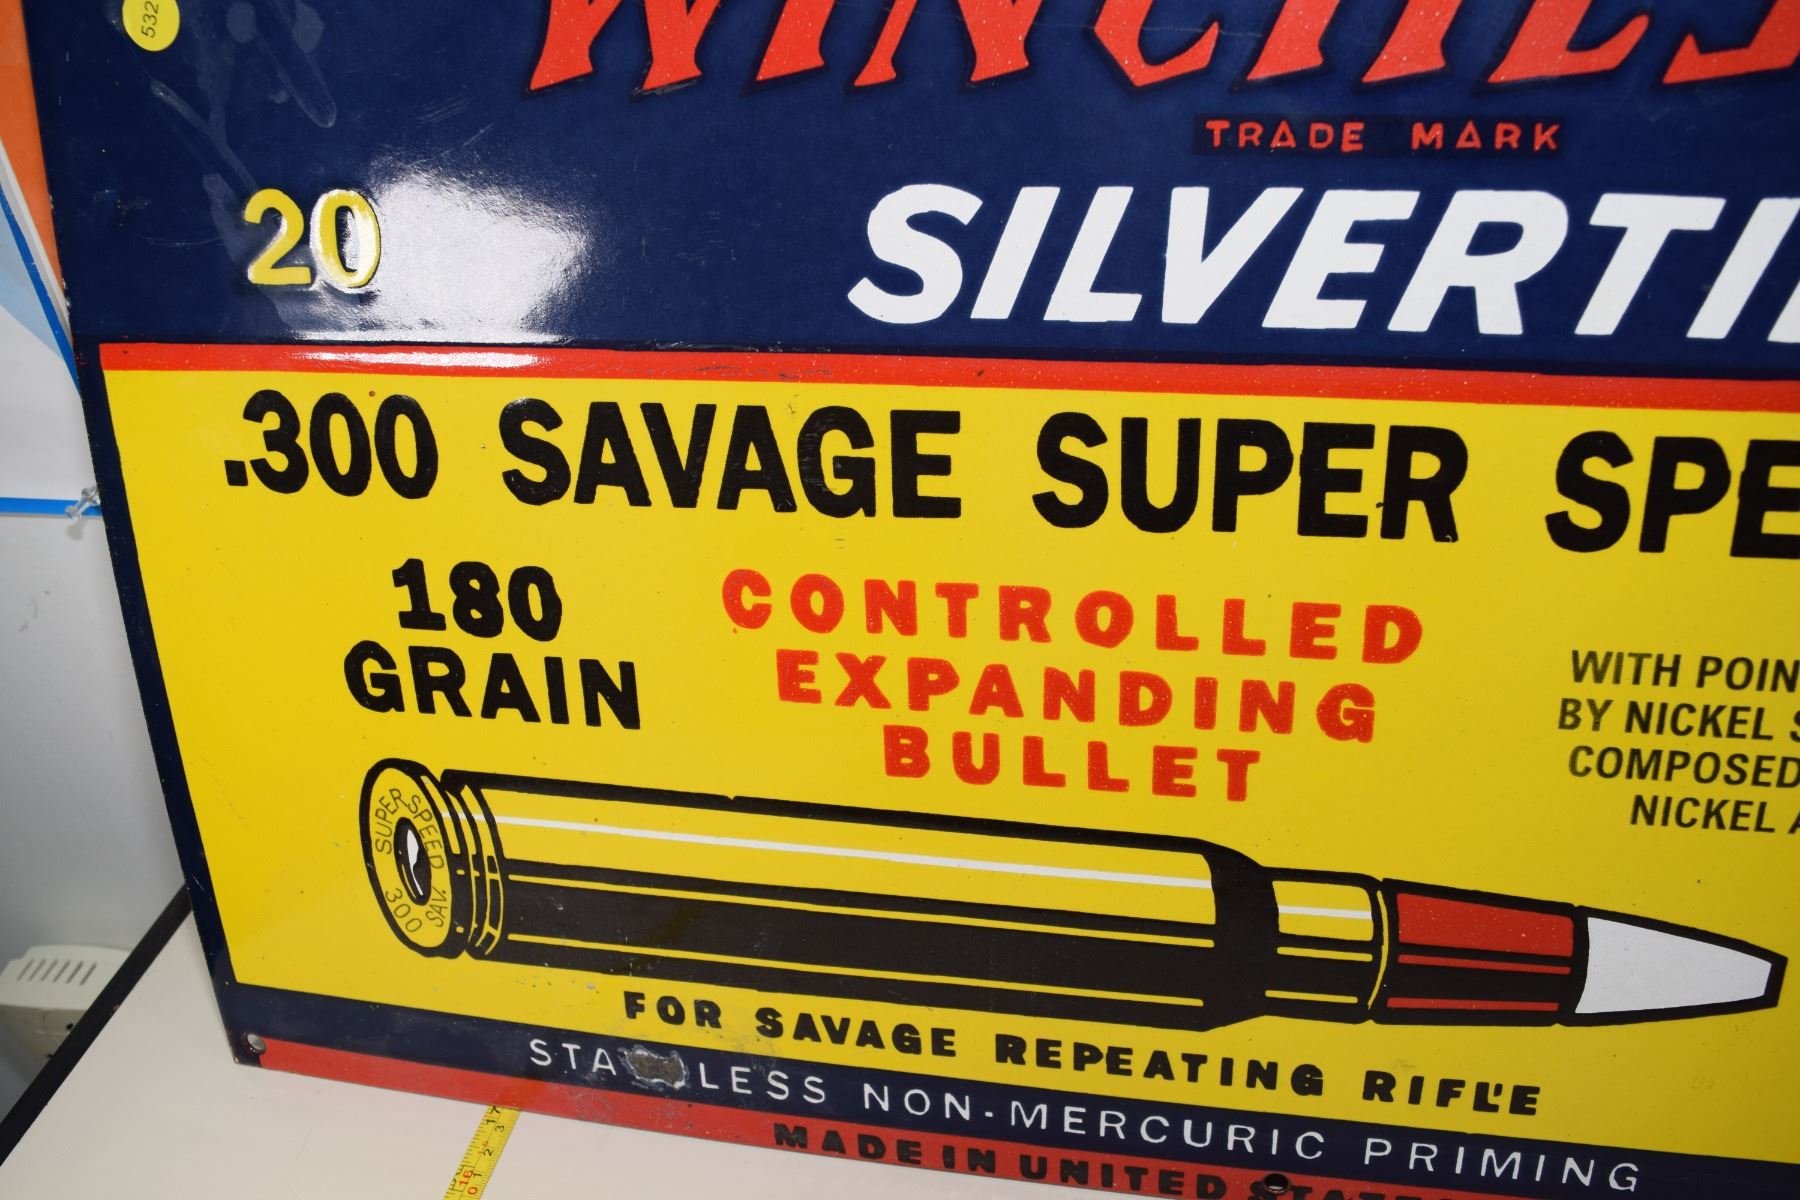 532
WINCHES
TRADE MARK
20
SILVERTI
.300 SAVAGE SUPER SPE
180
GRAIN
CONTROLLED
EXPANDING
BULLET
WITH POIN
BY NICKEL S
COMPOSED
NICKEL A
SUPER SPEED
300 SAV.
FOR SAVAGE REPEATING RIFLE
STA LESS NON-MERCURIC PRIMING
MADE IN UNITED STATES